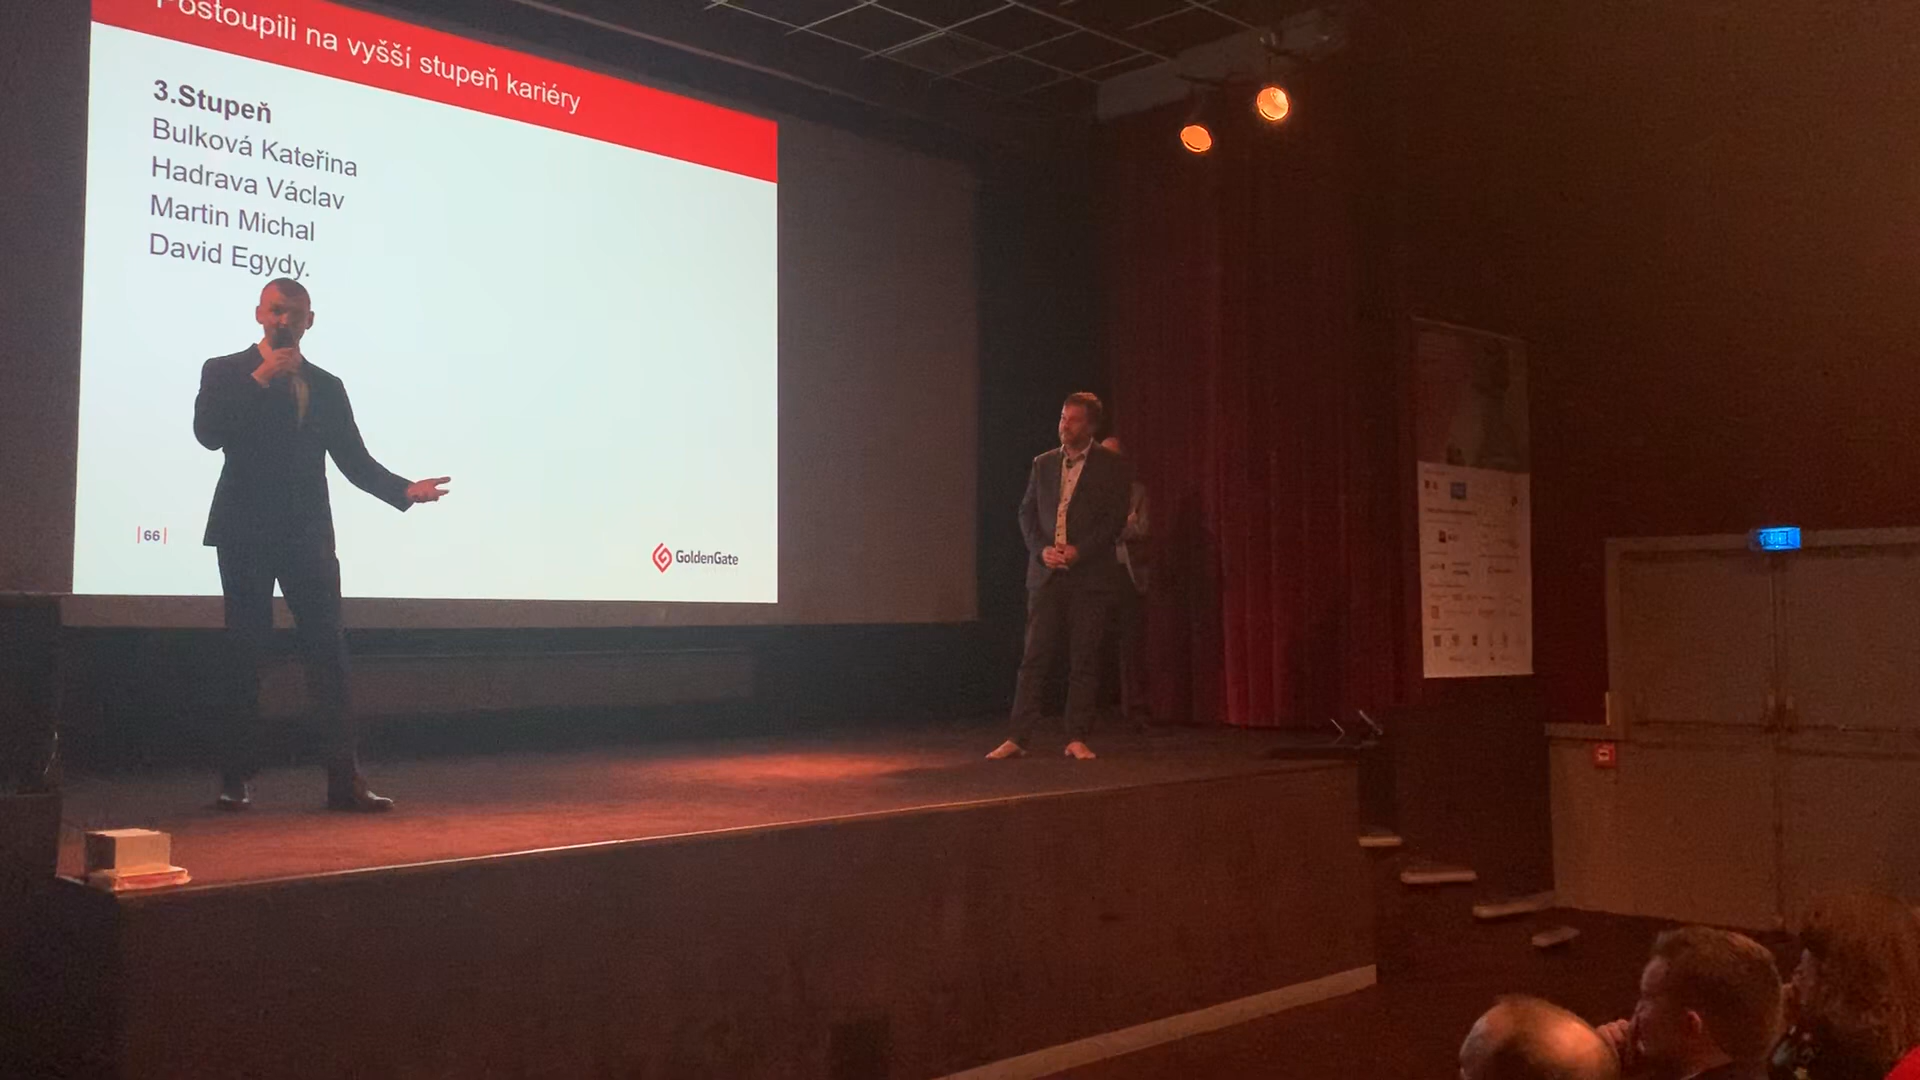 Postoupili na vyšší stupeň kariéry
3.Stupeň
Bulková Kateřina
Hadrava Václav
Martin Michal
David Egydy.
|66|
GoldenGate